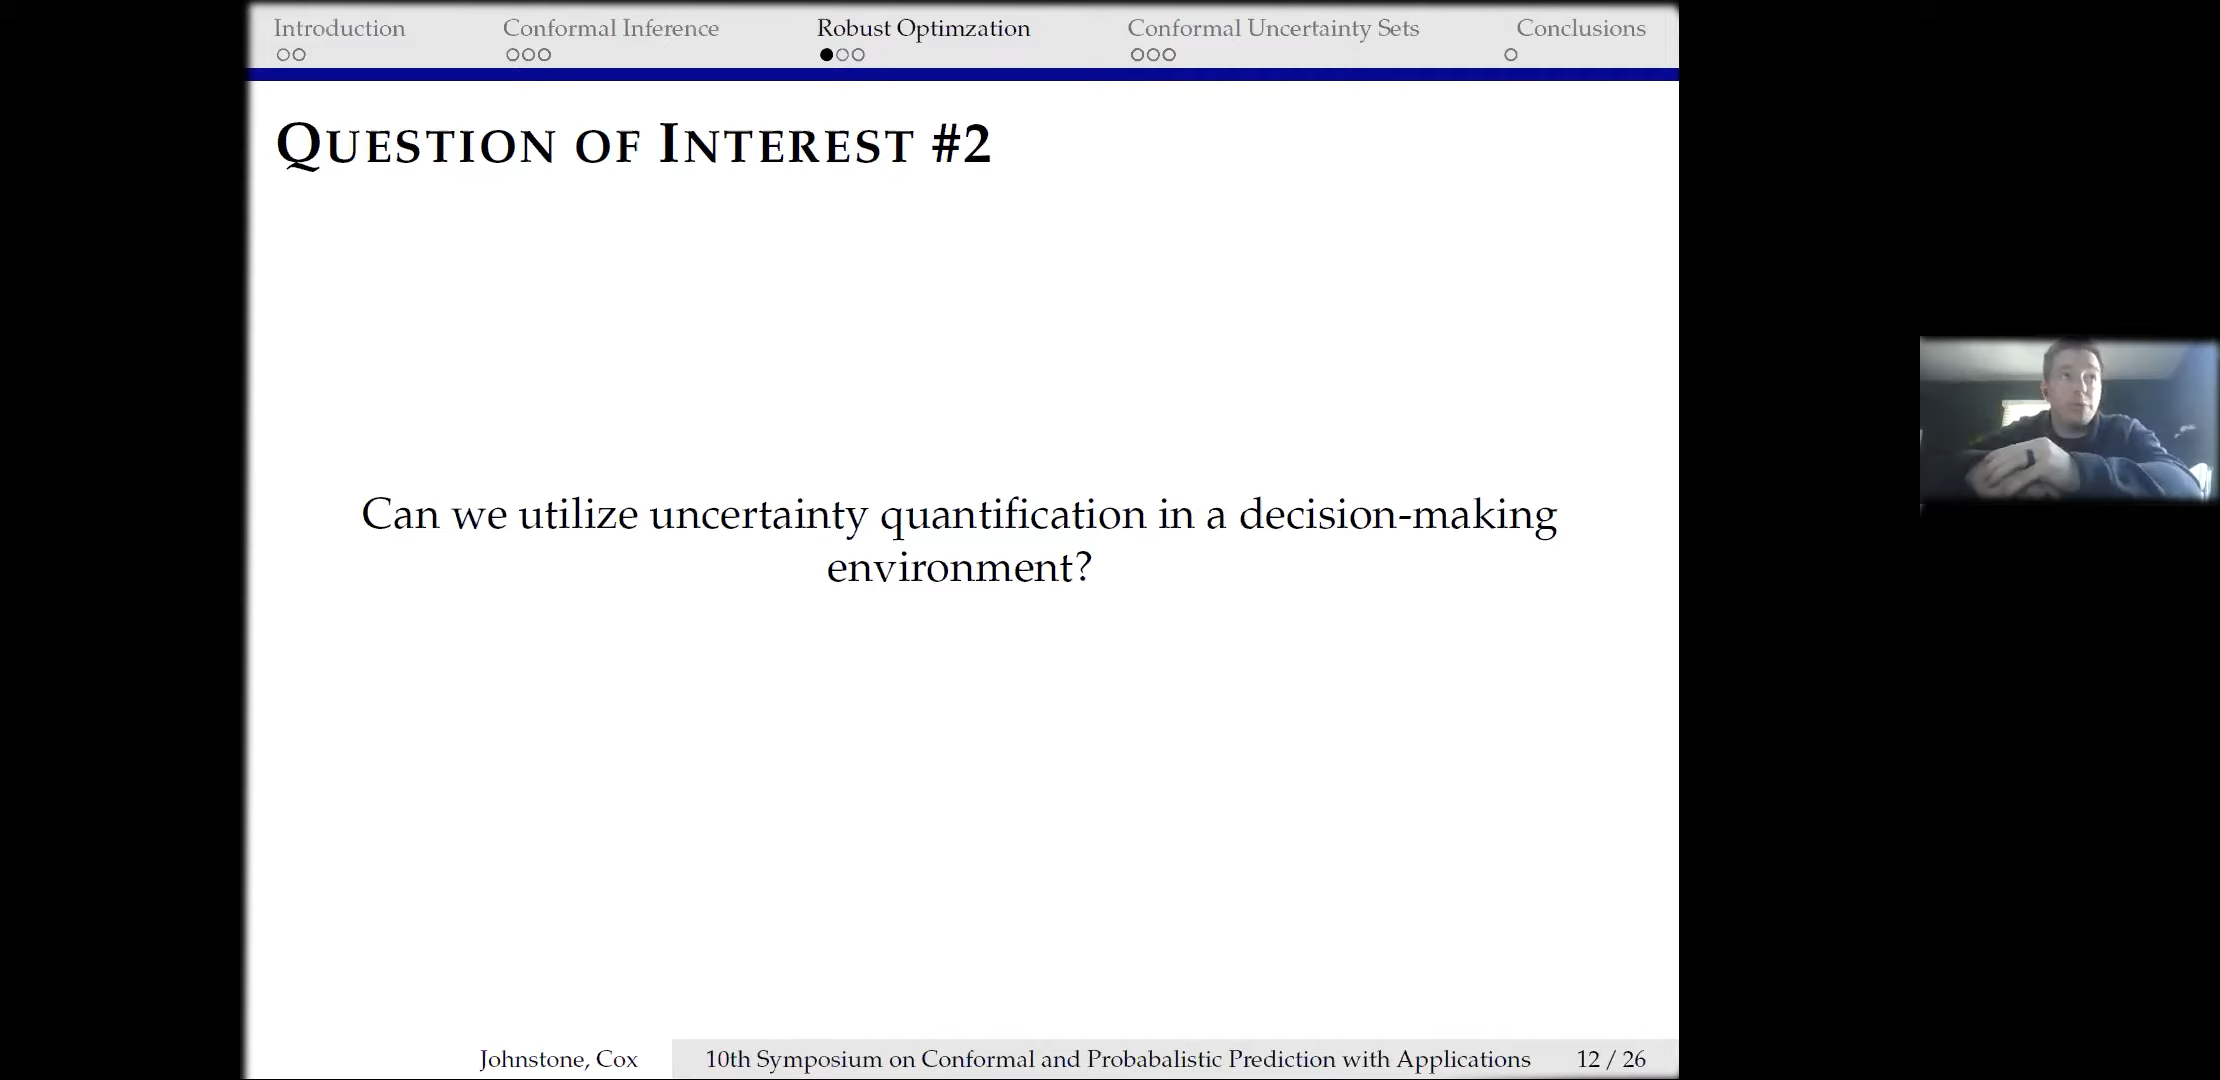 Introduction
Conformal Inference
Robust Optimzation
Conformal Uncertainty Sets
Conclusions
QUESTION OF INTEREST #2
Can we utilize uncertainty quantification in a decision-making
environment?
Johnstone, Cox
10th Symposium on Conformal and Probabalistic Prediction with Applications
12 / 26